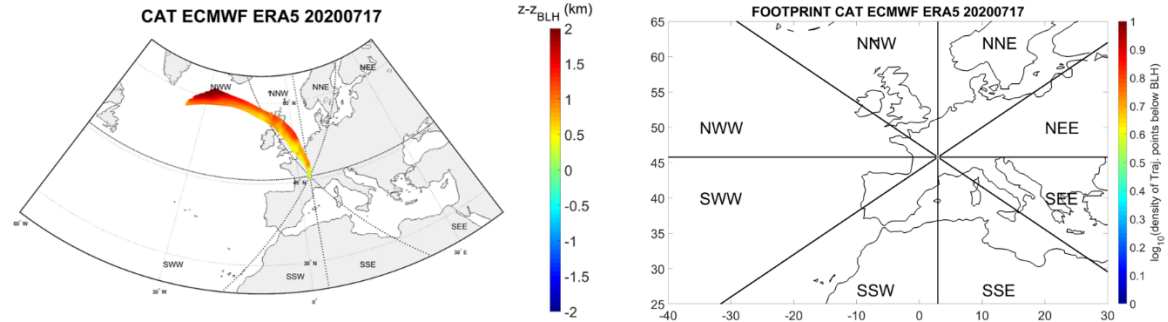 CAT ECMWF ERA5 20200717
z-z_BLH (km)
2
1.5
1
0.5
0
-0.5
-1
-1.5
-2
NEE
NNE
NNW
NWW
60° N
45° N
30° N
SWW
SSW
SSE
SEE
60° W
30° W
0°
30° E
FOOTPRINT CAT ECMWF ERA5 20200717
65
60
55
50
45
40
35
30
25
-40
-30
-20
-10
0
10
20
30
NNW
NNE
NWW
NEE
SWW
SEE
SSW
SSE
1
0.9
0.8
0.7
0.6
0.5
0.4
0.3
0.2
0.1
0
log10(density of Traj. points below BLH)